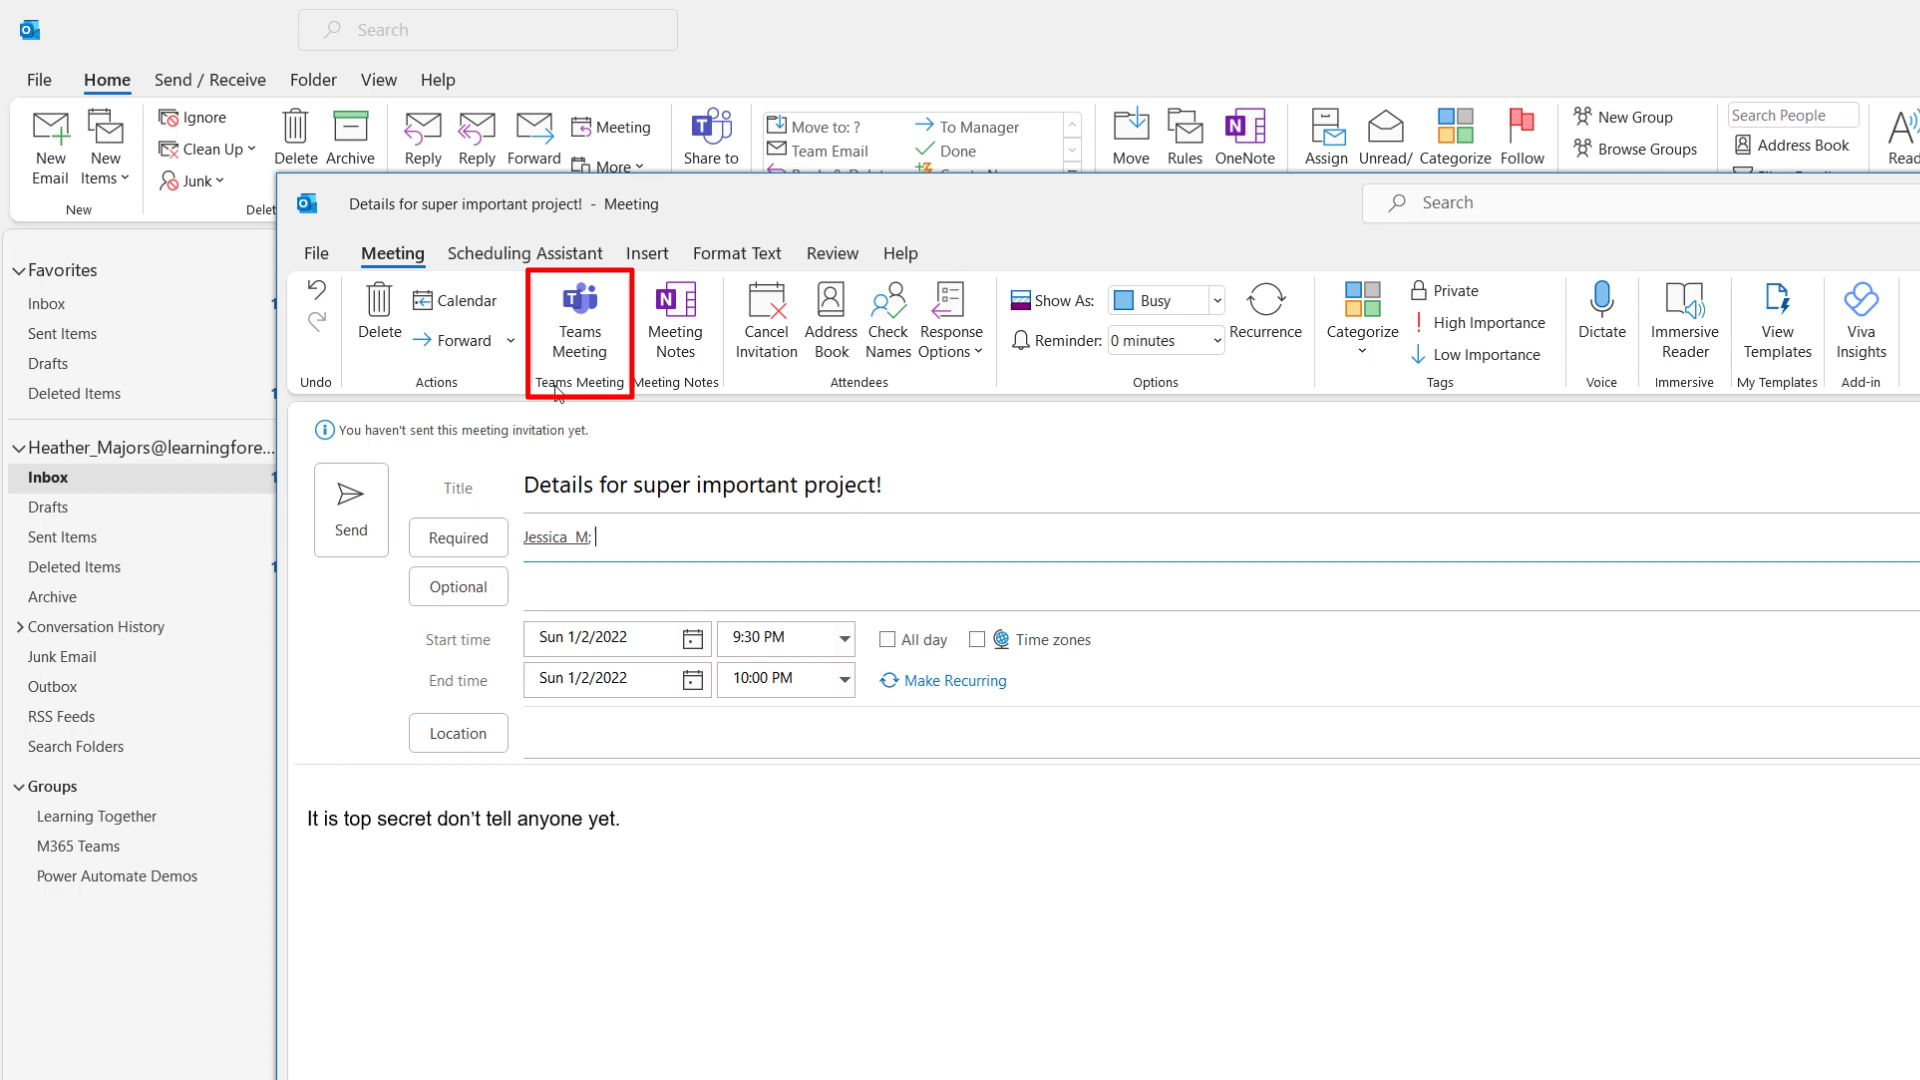 Search
File Home Send / Receive Folder View Help
New Email
New Items
Ignore
Clean Up
Junk
Delete
Archive
Reply
Reply
Forward
Meeting
More
Share to
Move to: ?
Team Email
To Manager
Done
Move
Rules
OneNote
Assign
Unread/
Categorize
Follow
New Group
Browse Groups
Search People
Address Book
Read
New
Delet
Details for super important project! - Meeting
Search
File Meeting Scheduling Assistant Insert Format Text Review Help
Delete
Calendar
Forward
Teams Meeting
Meeting Notes
Cancel Invitation
Address Book
Check Names
Response Options
Show As: Busy
Reminder: 0 minutes
Recurrence
Categorize
Private
High Importance
Low Importance
Dictate
Immersive Reader
View Templates
Viva Insights
Undo Actions Teams Meeting Meeting Notes Attendees Options Tags Voice Immersive My Templates Add-in
You haven't sent this meeting invitation yet.
Send
Title Details for super important project!
Required Jessica M;
Optional
Start time Sun 1/2/2022 9:30 PM All day Time zones
End time Sun 1/2/2022 10:00 PM Make Recurring
Location
It is top secret don't tell anyone yet.
Favorites
Inbox
Sent Items
Drafts
Deleted Items
Heather_Majors@learningfore...
Inbox
Drafts
Sent Items
Deleted Items
Archive
Conversation History
Junk Email
Outbox
RSS Feeds
Search Folders
Groups
Learning Together
M365 Teams
Power Automate Demos